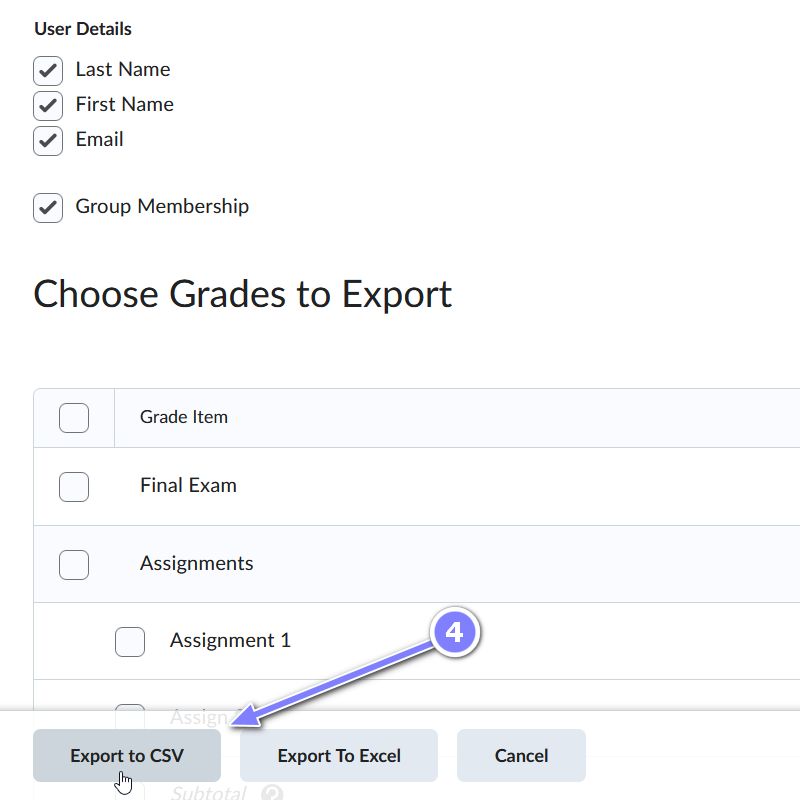 User Details
Last Name
First Name
Email
Group Membership
Choose Grades to Export
Grade Item
Final Exam
Assignments
Assignment 1
4
Assign
Export to CSV Export To Excel Cancel
Subtotal ?